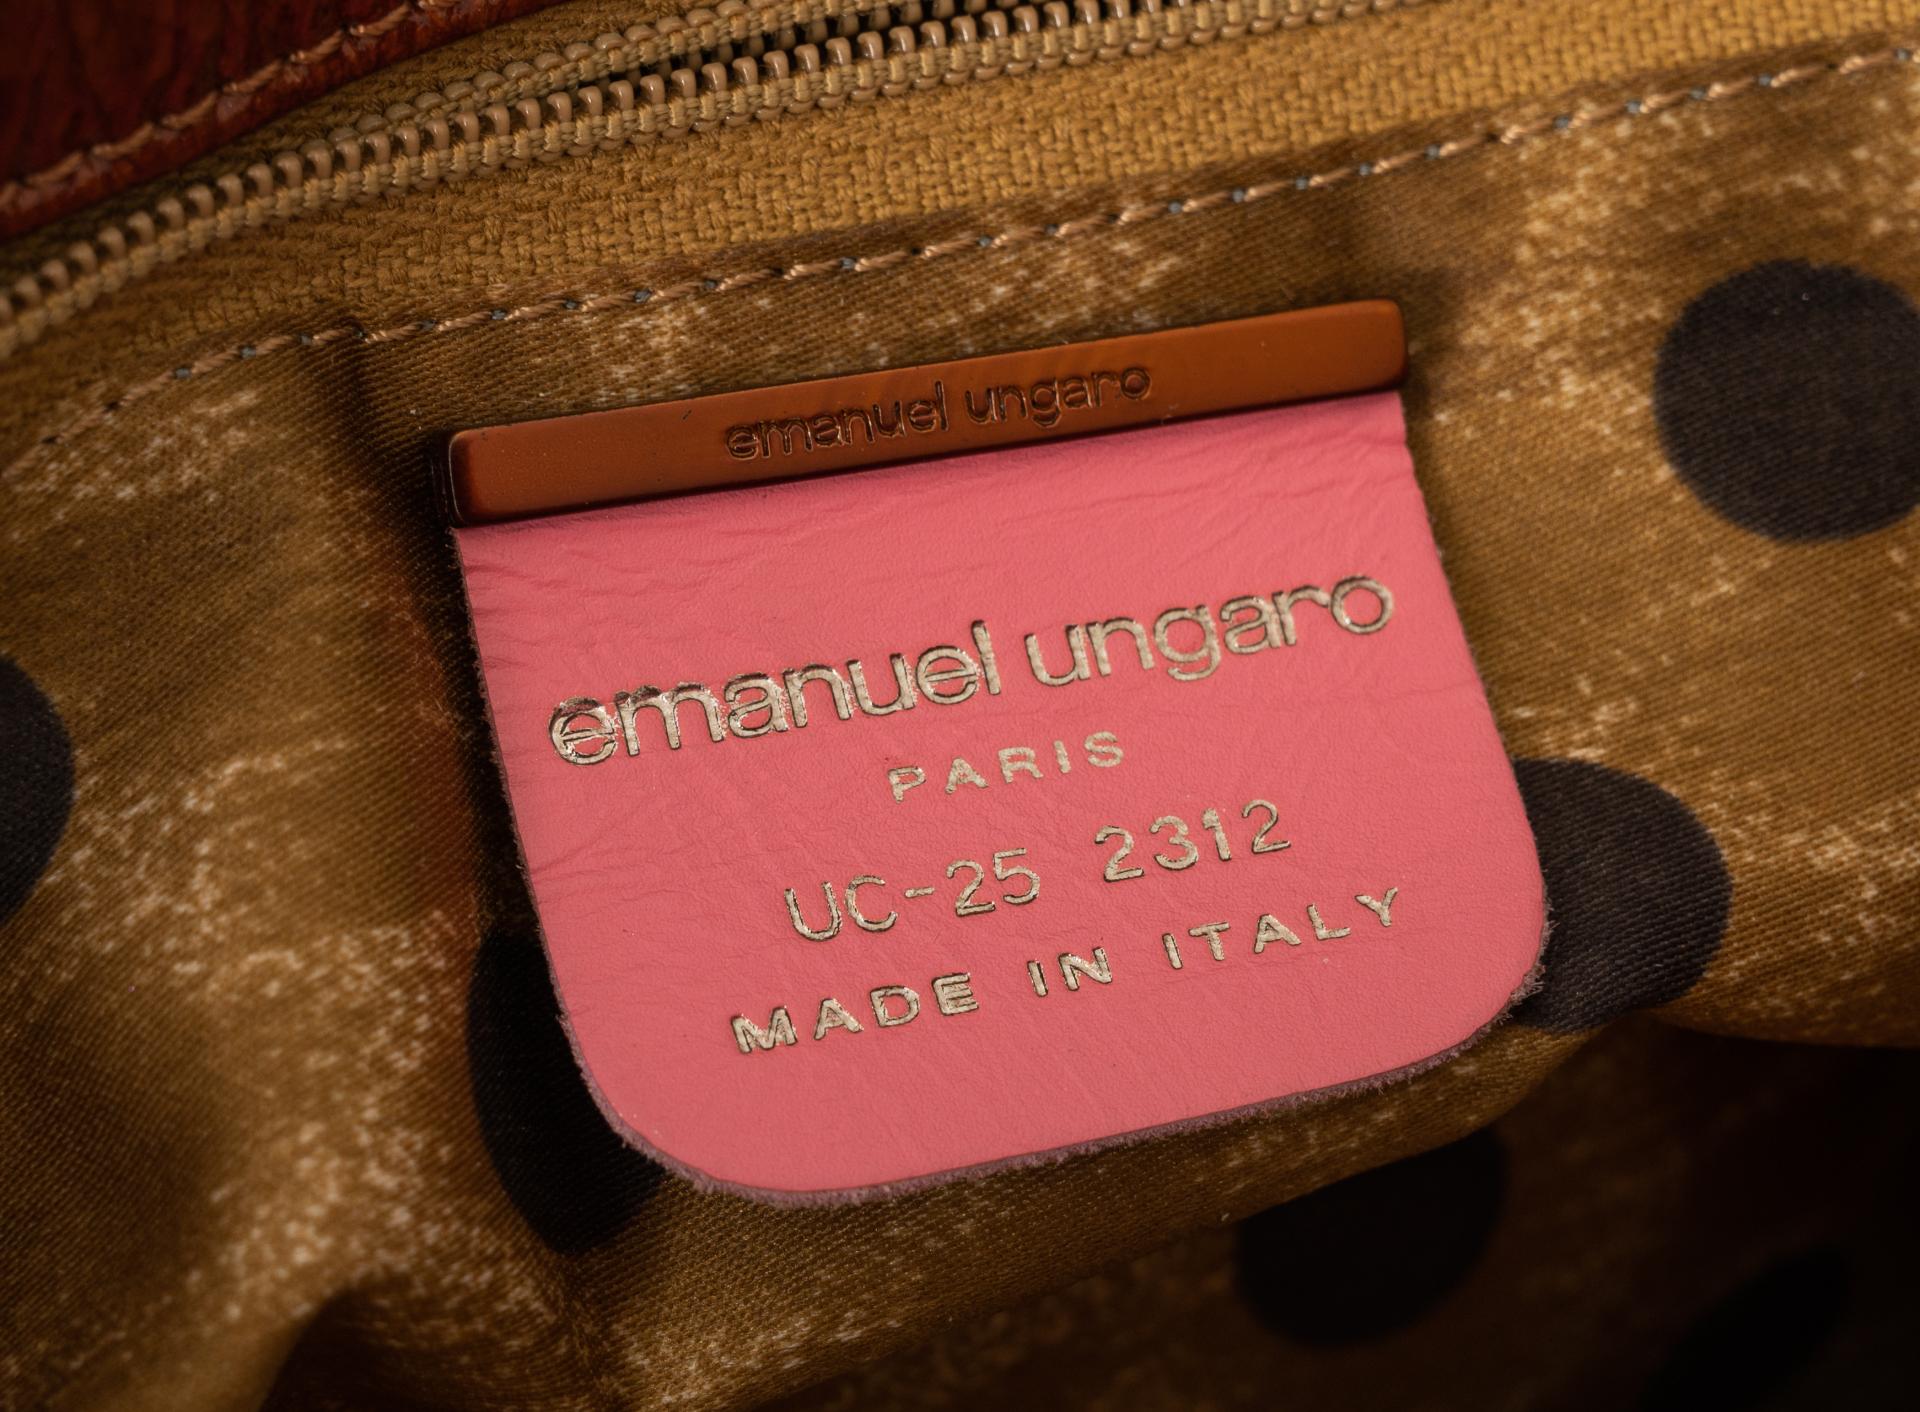 emanuel ungaro
emanuel ungaro
PARIS
UC-25 2312
MADE IN ITALY